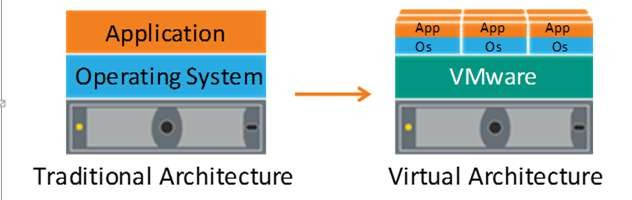 Application
Operating System
Traditional Architecture
App App App
Os Os Os
VMware
Virtual Architecture